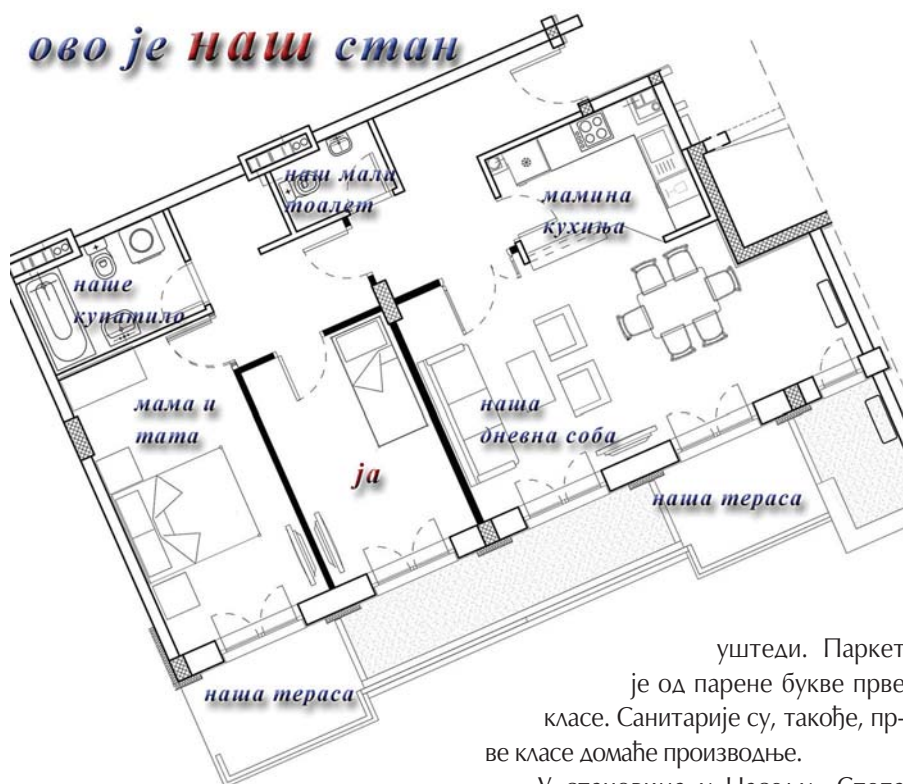 ово је наш стан
наш мали
тоалет
мамина
кухиња
наше
купатило
мама и
тата
ја
наша
дневна соба
наша тераса
наша тераса
уштеди. Паркет
је од парене букве прве
класе. Санитарије су, такође, пр-
ве класе домаће производње.